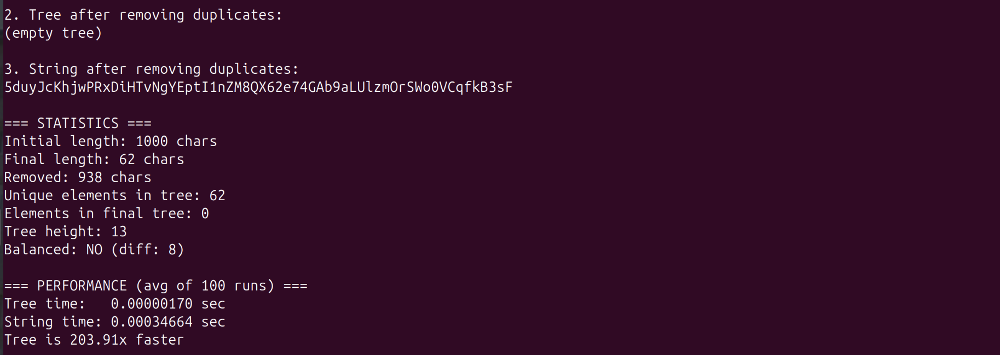 2. Tree after removing duplicates:
(empty tree)
3. String after removing duplicates:
5duyJcKhjwPRxDiHTvNgYEptI1nZM8QX62e74GAb9aLUlzmOrSWo0VCqfkB3sF
=== STATISTICS ===
Initial length: 1000 chars
Final length: 62 chars
Removed: 938 chars
Unique elements in tree: 62
Elements in final tree: 0
Tree height: 13
Balanced: NO (diff: 8)
=== PERFORMANCE (avg of 100 runs) ===
Tree time:   0.00000170 sec
String time: 0.00034664 sec
Tree is 203.91x faster